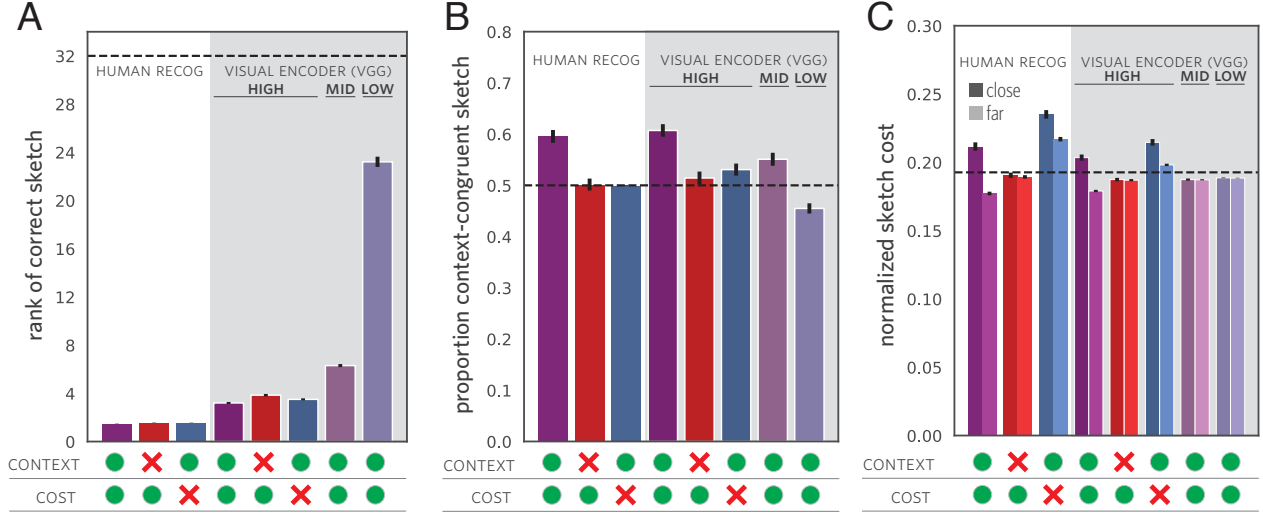 A
rank of correct sketch
32
28
24
20
16
12
8
4
0
HUMAN RECOG
VISUAL ENCODER (VGG)
HIGH
MID
LOW
CONTEXT
COST
B
proportion context-congruent sketch
0.8
0.7
0.6
0.5
0.4
0.3
0.2
0.1
0.0
HUMAN RECOG
VISUAL ENCODER (VGG)
HIGH
MID
LOW
CONTEXT
COST
C
normalized sketch cost
0.30
0.25
0.20
0.15
0.10
0.05
0.00
HUMAN RECOG
VISUAL ENCODER (VGG)
HIGH
MID
LOW
close
far
CONTEXT
COST